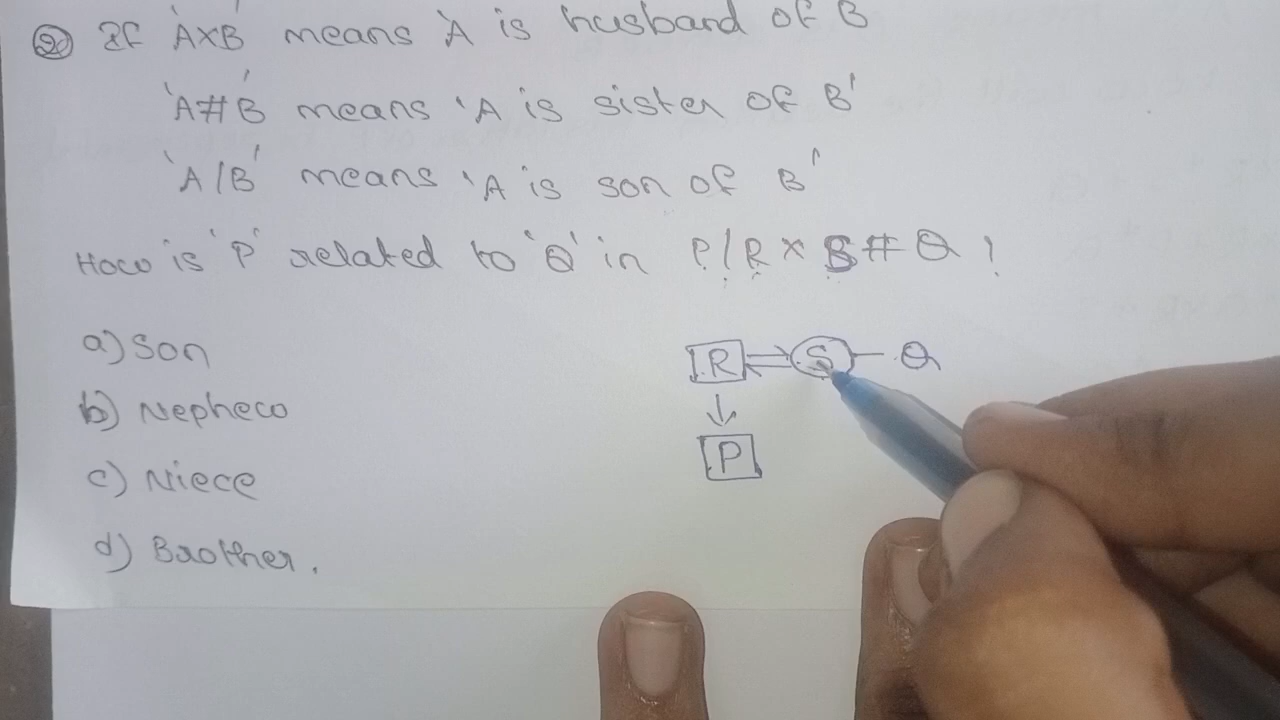 ② If 'A×B' means 'A is husband of B
'A#B' means 'A is sister of B'
'A/B' means 'A is son of B'
How is 'P' related to 'Q' in P/R × S # Q !
a) Son
b) Nephew
c) Niece
d) Brother.
R S Q
P